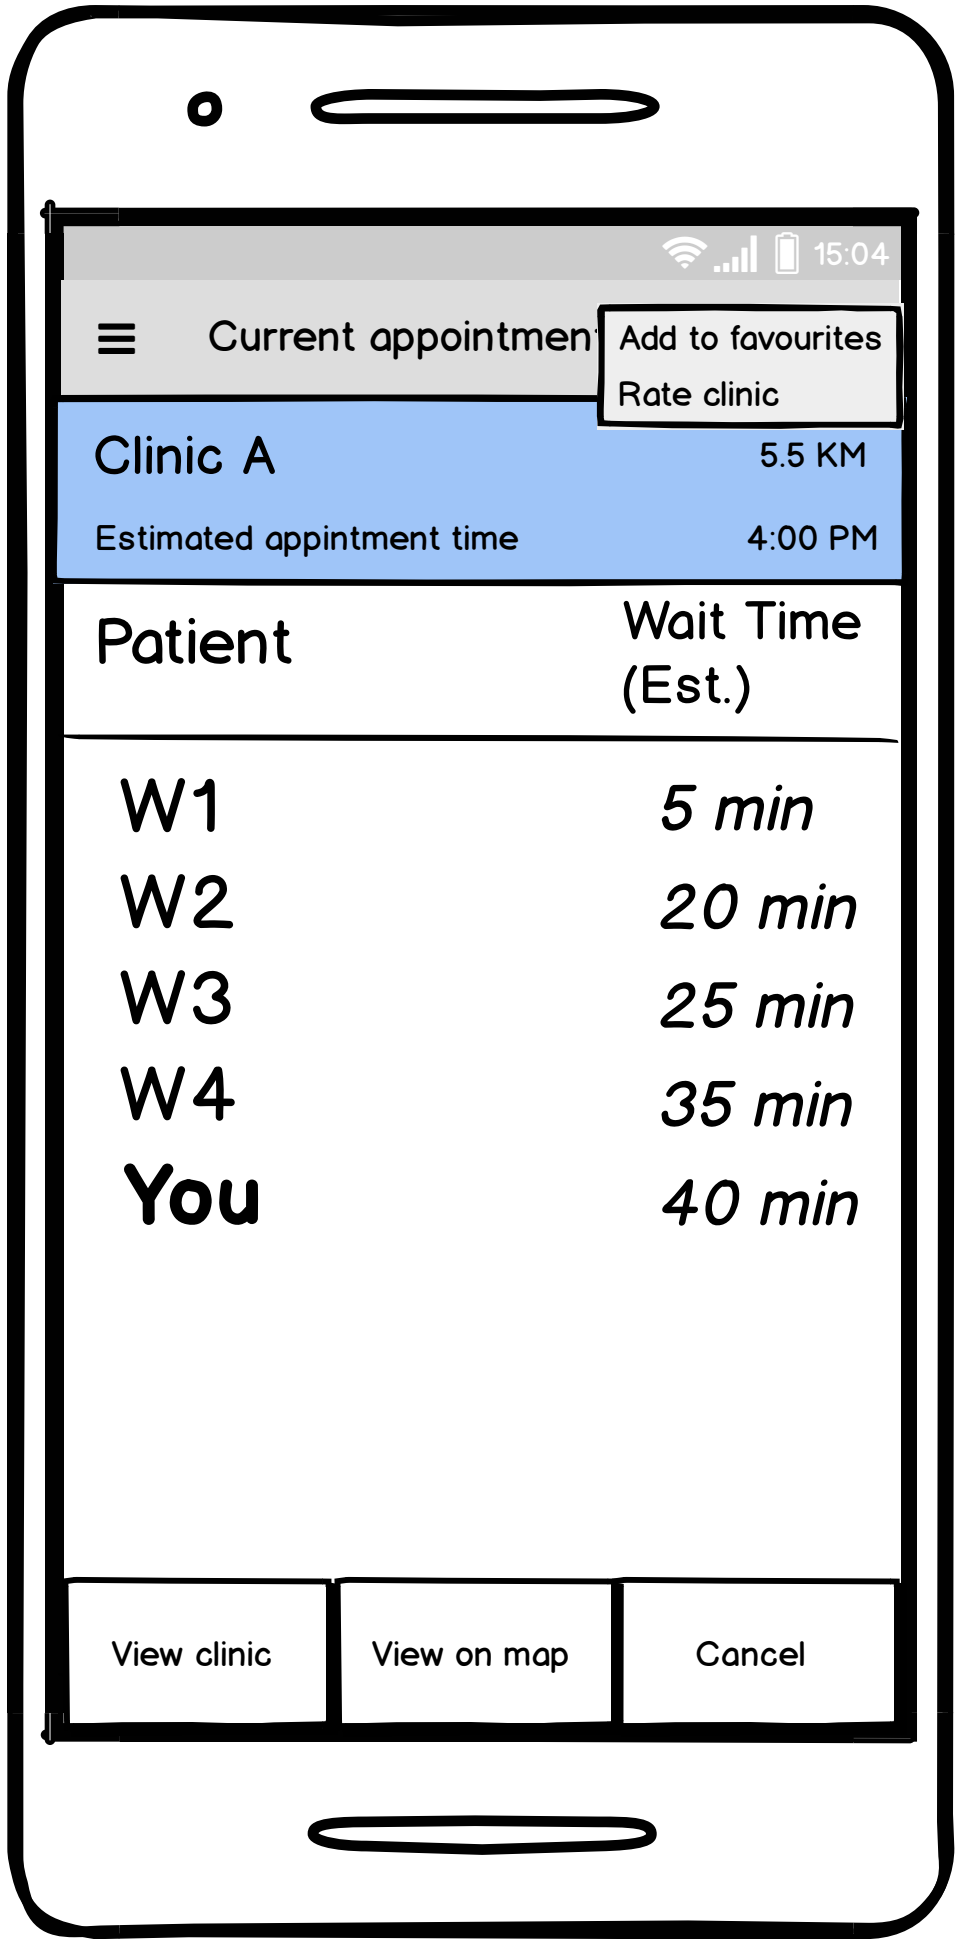 15:04
Current appointment
Add to favourites
Rate clinic
Clinic A
5.5 KM
Estimated appintment time
4:00 PM
Patient
Wait Time
(Est.)
W1 5 min
W2 20 min
W3 25 min
W4 35 min
You 40 min
View clinic
View on map
Cancel